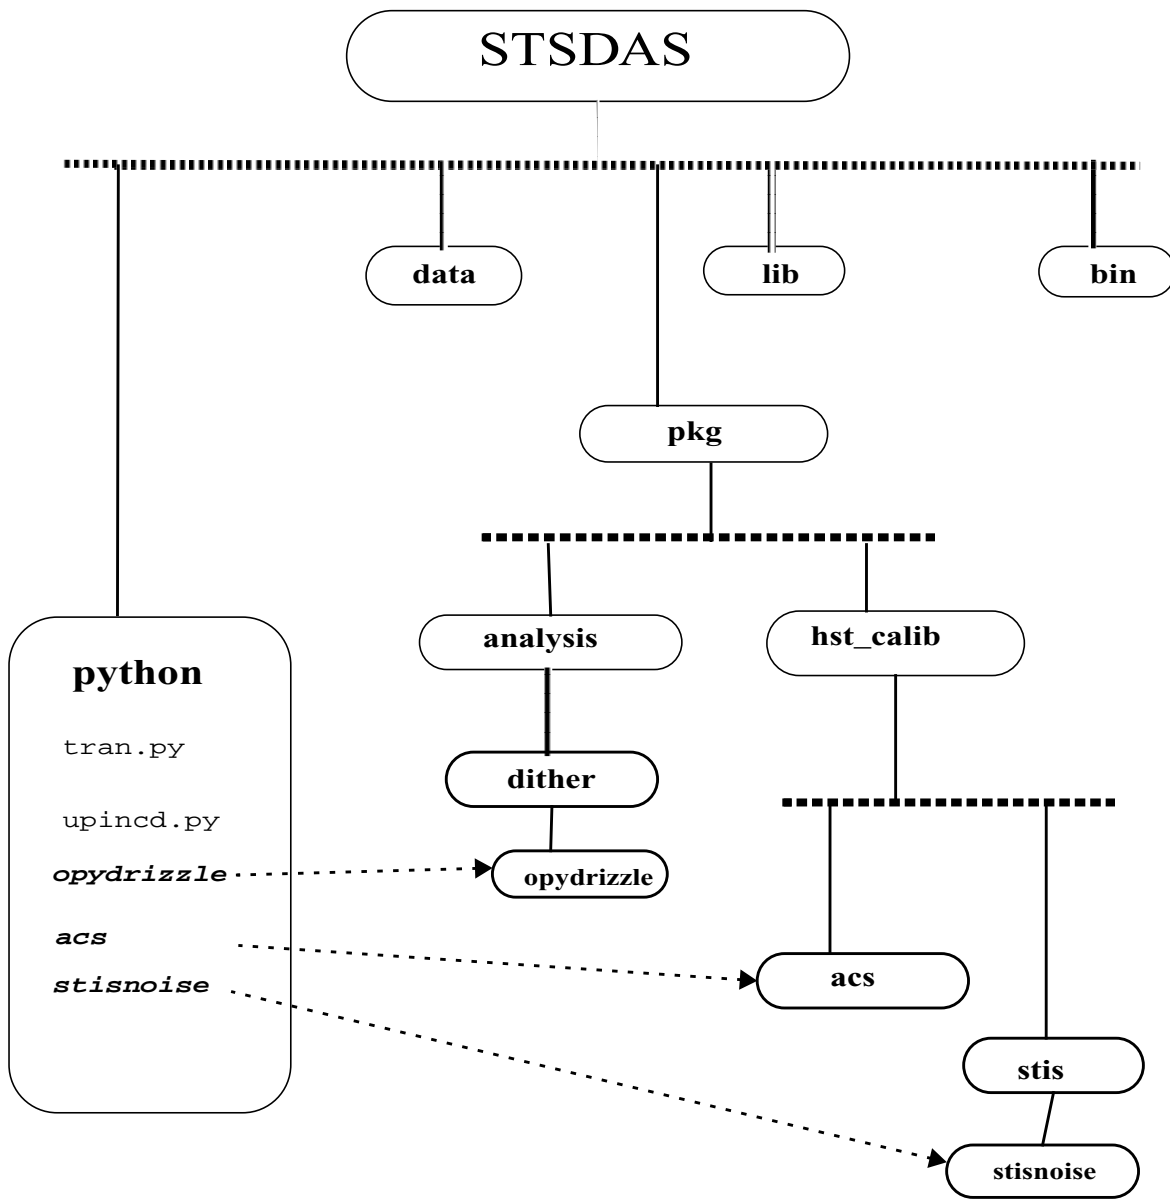 STSDAS
data
lib
bin
pkg
analysis
hst_calib
python
tran.py
upincd.py
opydrizzle
acs
stisnoise
dither
opydrizzle
acs
stis
stisnoise